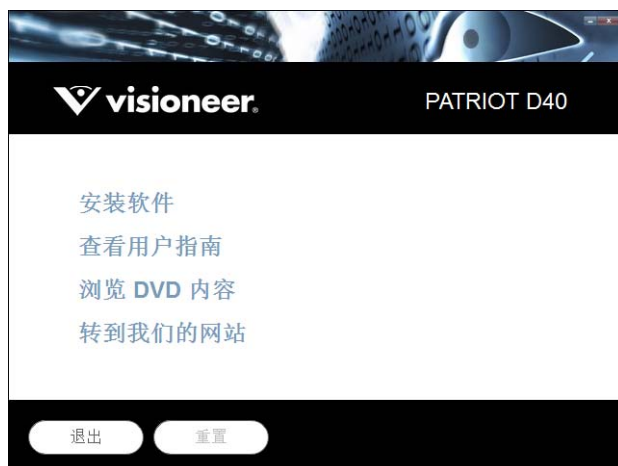 visioneer®
PATRIOT D40
安装软件
查看用户指南
浏览 DVD 内容
转到我们的网站
退出
重置